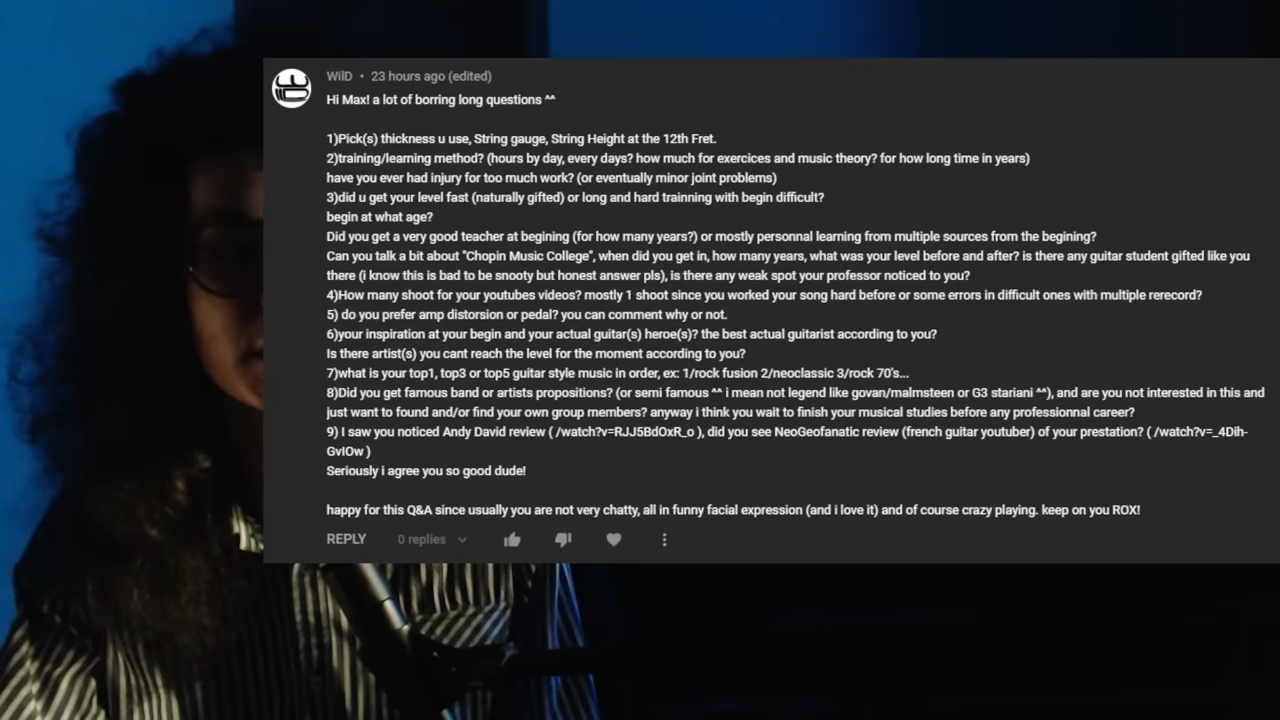 WilD • 23 hours ago (edited)
Hi Max! a lot of borring long questions ^^
1)Pick(s) thickness u use, String gauge, String Height at the 12th Fret.
2)training/learning method? (hours by day, every days? how much for exercices and music theory? for how long time in years)
have you ever had injury for too much work? (or eventually minor joint problems)
3)did u get your level fast (naturally gifted) or long and hard trainning with begin difficult?
begin at what age?
Did you get a very good teacher at begining (for how many years?) or mostly personnal learning from multiple sources from the begining?
Can you talk a bit about "Chopin Music College", when did you get in, how many years, what was your level before and after? is there any guitar student gifted like you
there (i know this is bad to be snooty but honest answer pls), is there any weak spot your professor noticed to you?
4)How many shoot for your youtubes videos? mostly 1 shoot since you worked your song hard before or some errors in difficult ones with multiple rerecord?
5) do you prefer amp distorsion or pedal? you can comment why or not.
6)your inspiration at your begin and your actual guitar(s) heroe(s)? the best actual guitarist according to you?
Is there artist(s) you cant reach the level for the moment according to you?
7)what is your top1, top3 or top5 guitar style music in order, ex: 1/rock fusion 2/neoclassic 3/rock 70's...
8)Did you get famous band or artists propositions? (or semi famous ^^ i mean not legend like govan/malmsteen or G3 stariani ^^), and are you not interested in this and
just want to found and/or find your own group members? anyway i think you wait to finish your musical studies before any professionnal career?
9) I saw you noticed Andy David review ( /watch?v=RJJ5BdOxR_o ), did you see NeoGeofanatic review (french guitar youtuber) of your prestation? ( /watch?v=_4Dih-
GvIOw )
Seriously i agree you so good dude!
happy for this Q&A since usually you are not very chatty, all in funny facial expression (and i love it) and of course crazy playing. keep on you ROX!
REPLY 0 replies